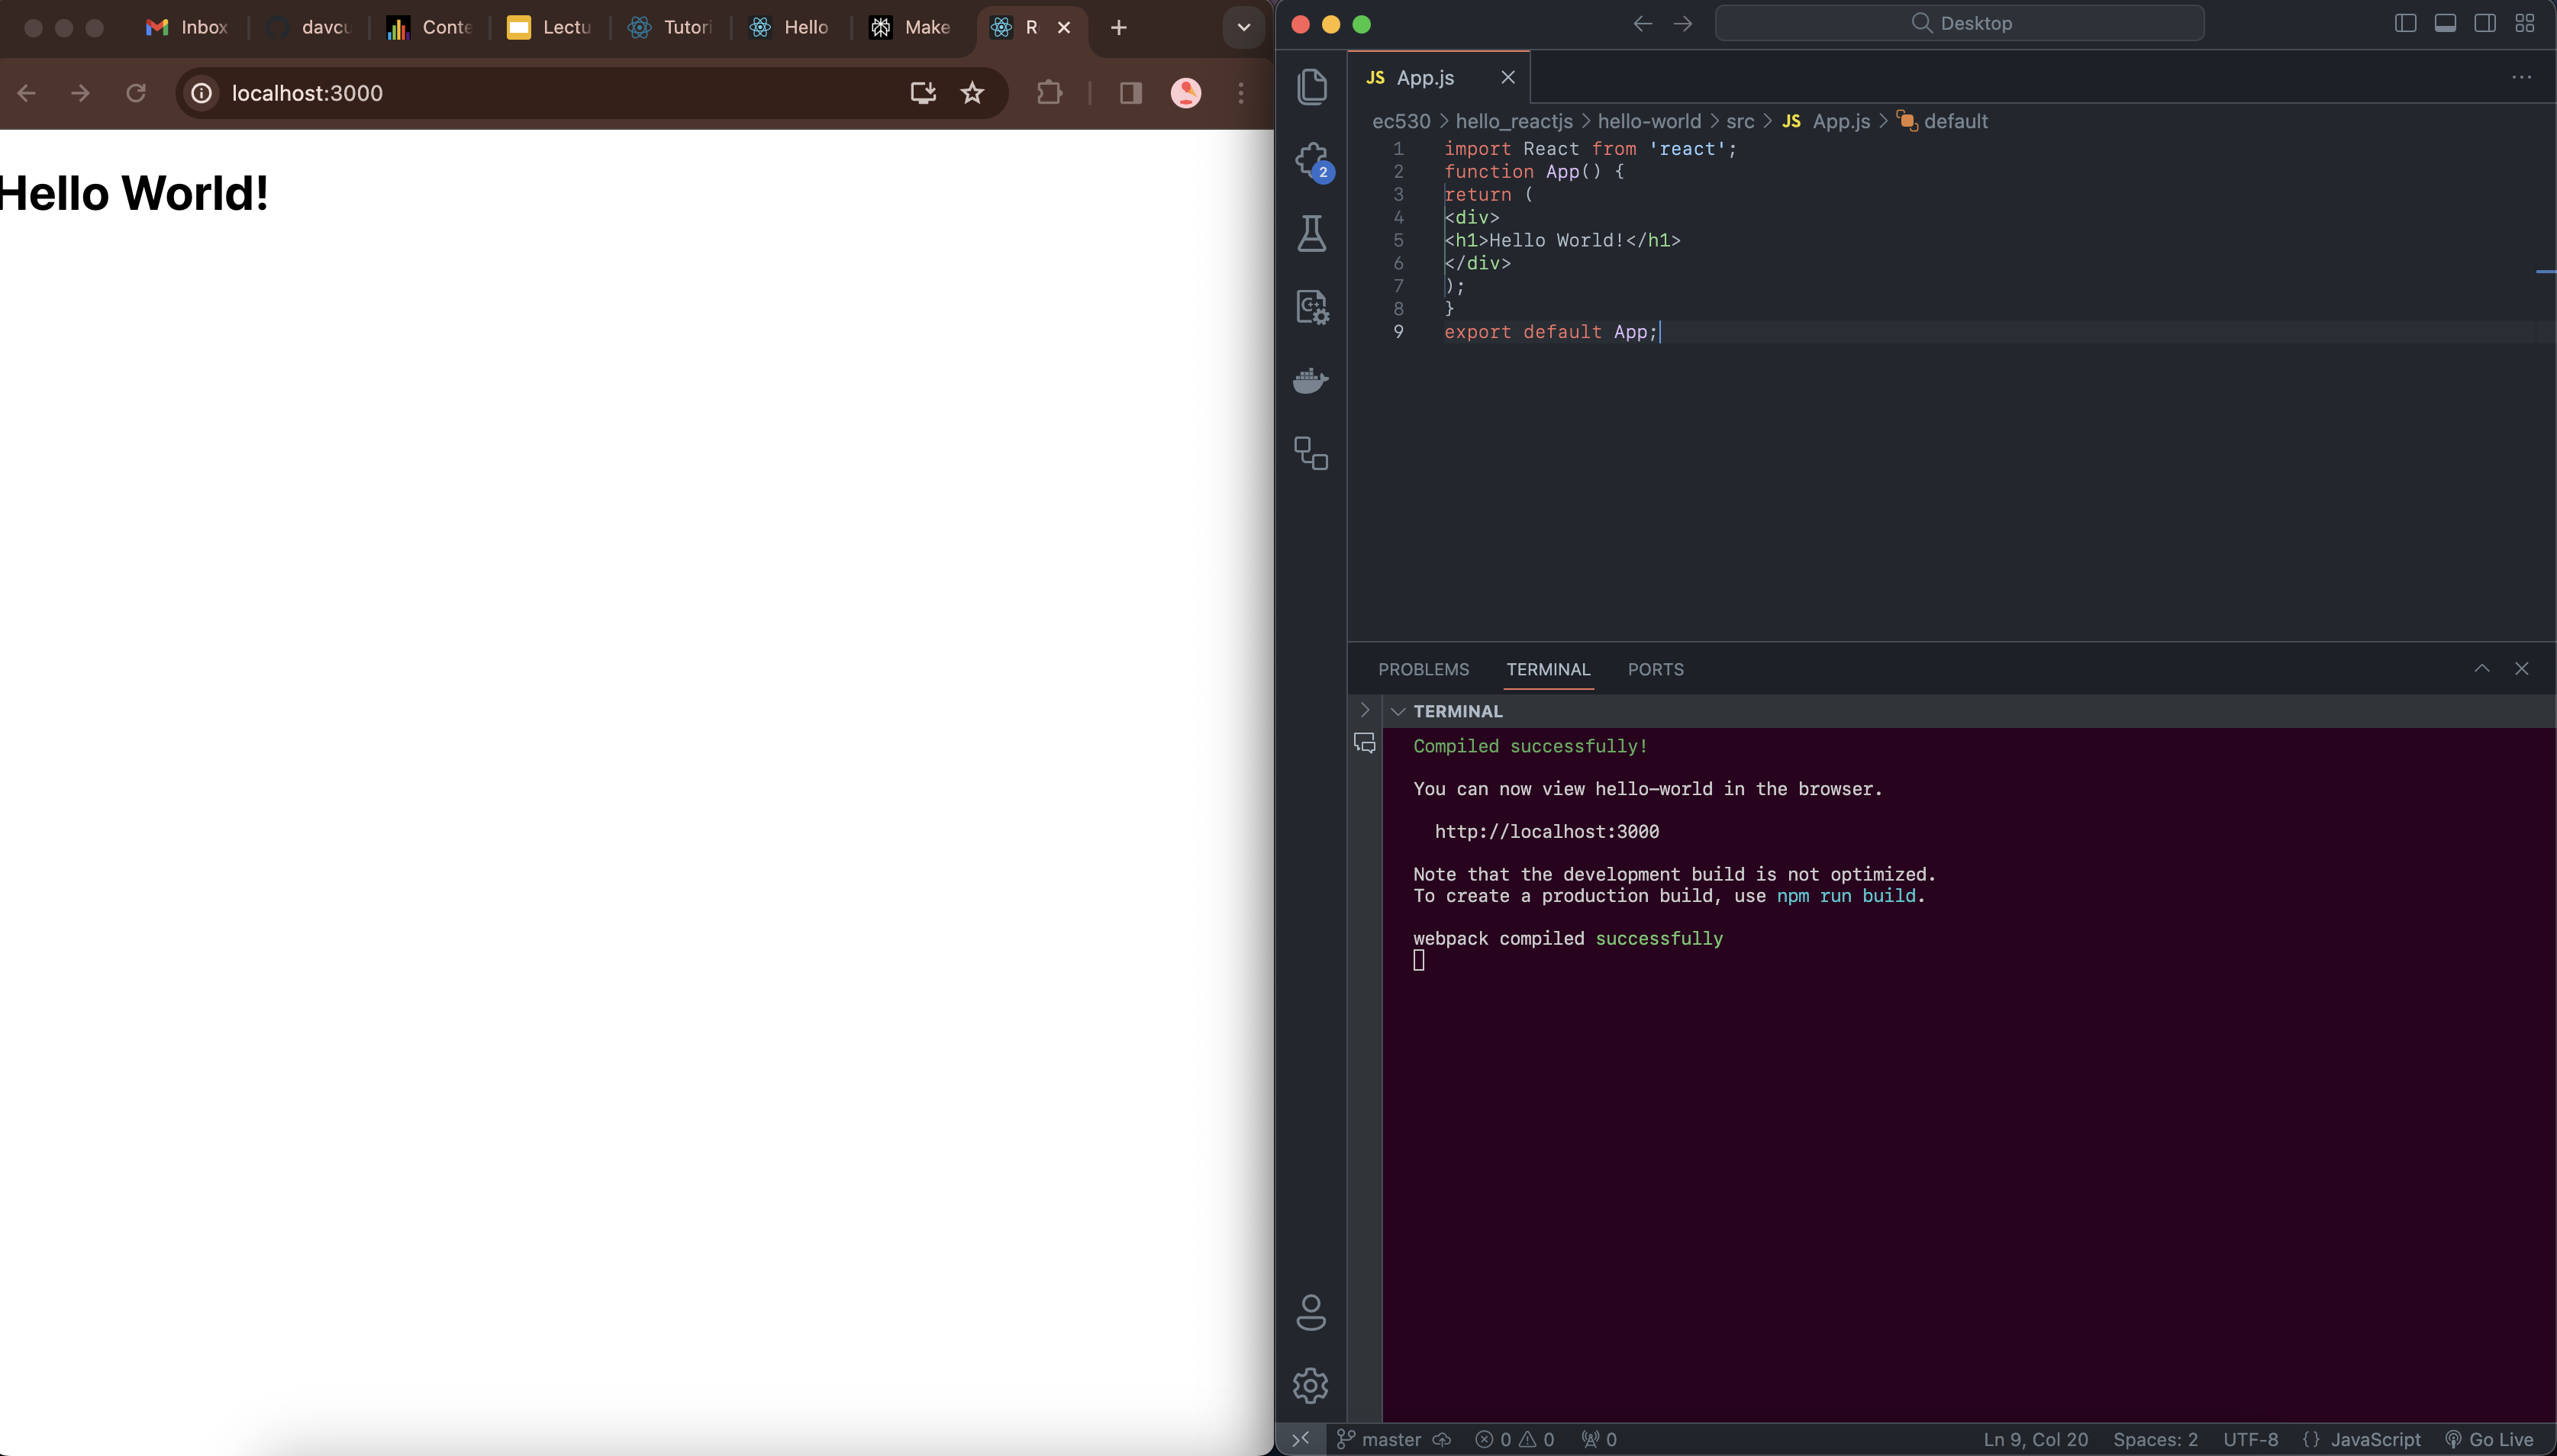 Inbox
davcu
Conte
Lectu
Tutori
Hello
Make
R
localhost:3000
Hello World!
Desktop
JS App.js
ec530 > hello_reactjs > hello-world > src > JS App.js > default
2
1 import React from 'react';
2 function App() {
3 return (
4 <div>
5 <h1>Hello World!</h1>
6 </div>
7 );
8 }
9 export default App;
PROBLEMS TERMINAL PORTS
TERMINAL
Compiled successfully!
You can now view hello-world in the browser.
http://localhost:3000
Note that the development build is not optimized.
To create a production build, use npm run build.
webpack compiled successfully
master 0 0 0 Ln 9, Col 20 Spaces: 2 UTF-8 {} JavaScript Go Live